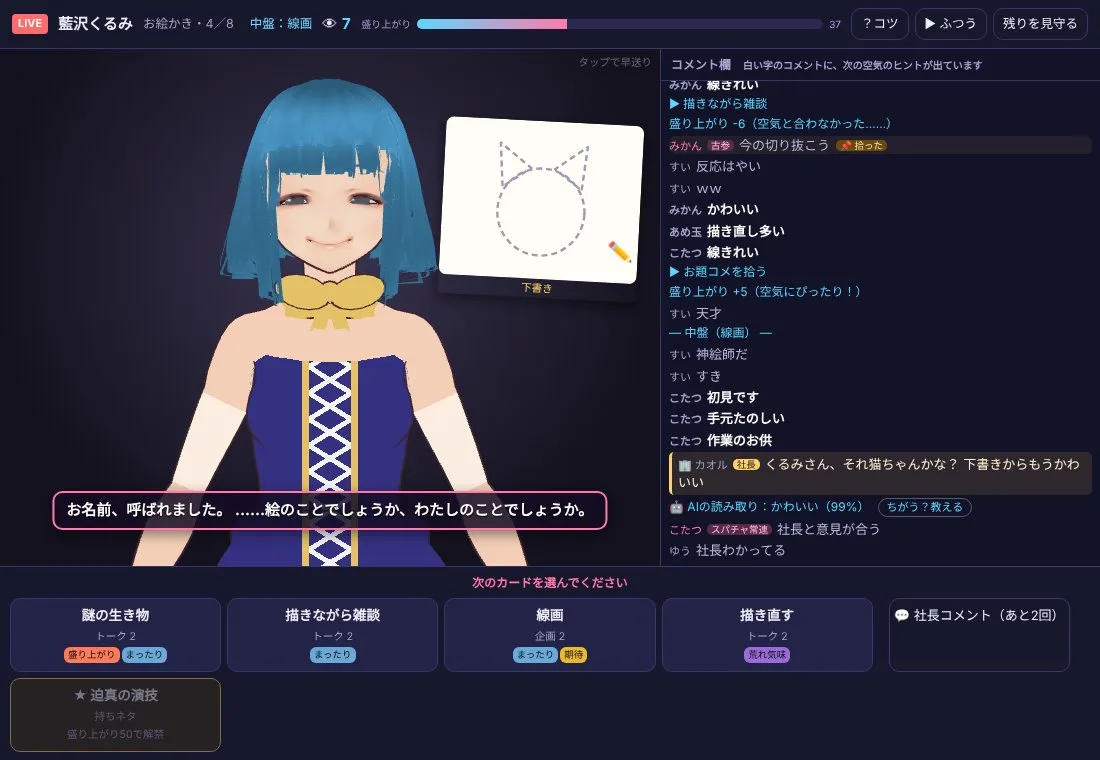 LIVE 藍沢くるみ お絵かき・4／8 中盤：線画 7 盛り上がり 37 ？コツ ▶ ふつう 残りを見守る
タップで早送り
下書き
お名前、呼ばれました。……絵のことでしょうか、わたしのことでしょうか。
コメント欄 白い字のコメントに、次の空気のヒントが出ています
みかん 線きれい
▶ 描きながら雑談
盛り上がり -6（空気と合わなかった……）
みかん 古参 今の切り抜こう 📌 拾った
すい 反応はやい
すい ｗｗ
みかん かわいい
あめ玉 描き直し多い
こたつ 線きれい
▶ お題コメを拾う
盛り上がり +5（空気にぴったり！）
すい 天才
— 中盤（線画） —
すい 神絵師だ
すい すき
こたつ 初見です
こたつ 手元たのしい
こたつ 作業のお供
🏢 カオル 社長 くるみさん、それ猫ちゃんかな？ 下書きからもうかわ
いい
🤖 AIの読み取り：かわいい（99%） ちがう？教える
こたつ スパチャ常連 社長と意見が合う
ゆう 社長わかってる
次のカードを選んでください
謎の生き物
トーク 2
盛り上がり まったり
描きながら雑談
トーク 2
まったり
線画
企画 2
まったり 期待
描き直す
トーク 2
荒れ気味
💬 社長コメント（あと2回）
★ 迫真の演技
持ちネタ
盛り上がり50で解禁